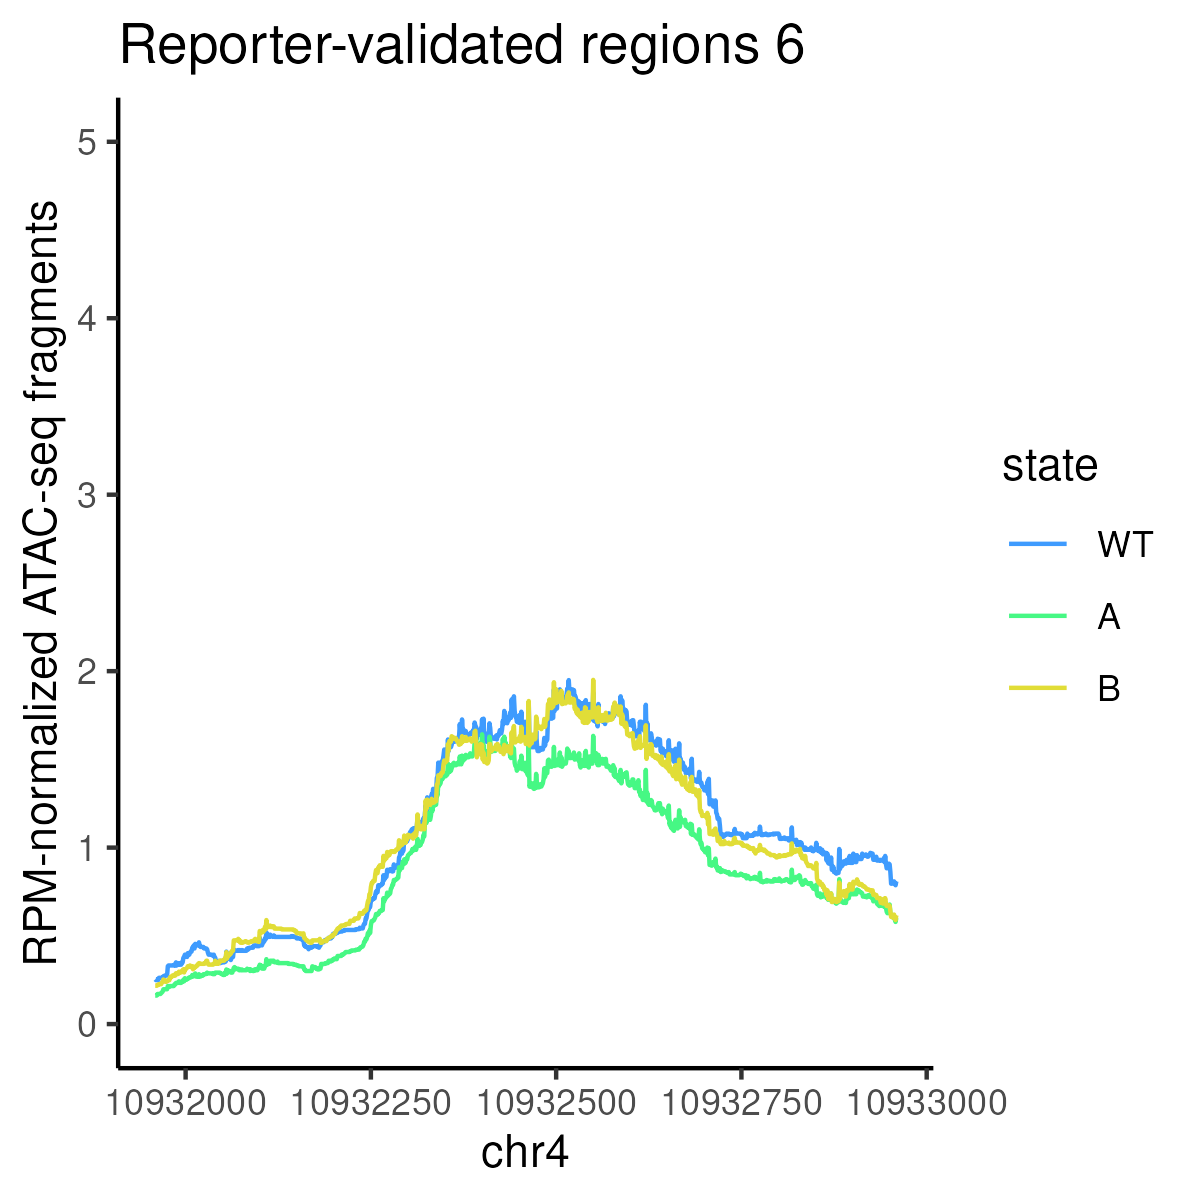 Reporter-validated regions 6
RPM-normalized ATAC-seq fragments
5
4
3
2
1
0
10932000 10932250 10932500 10932750 10933000
chr4
state
WT
A
B